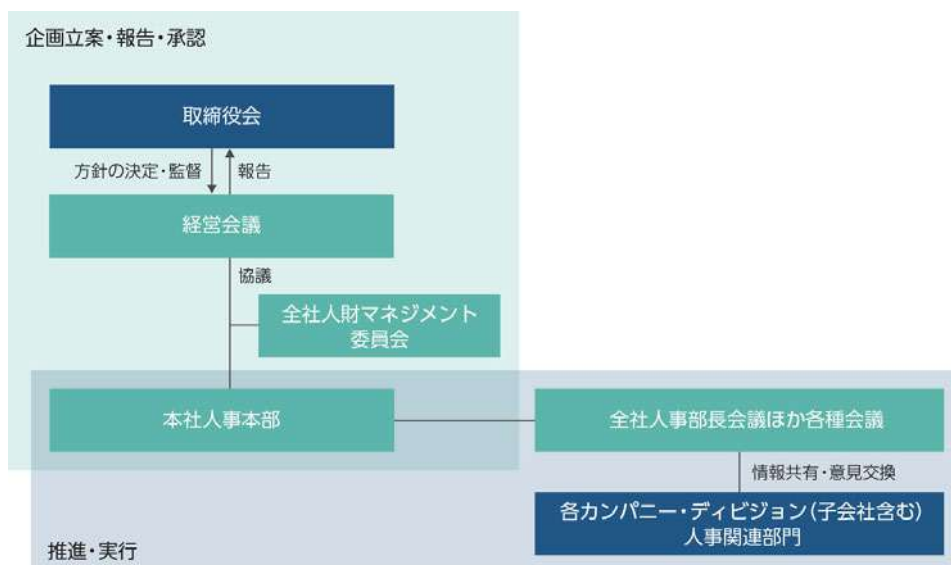 企画立案・報告・承認
取締役会
方針の決定・監督
報告
経営会議
協議
全社人財マネジメント
委員会
本社人事本部
全社人事部長会議ほか各種会議
情報共有・意見交換
各カンパニー・ディビジョン(子会社含む)
人事関連部門
推進・実行